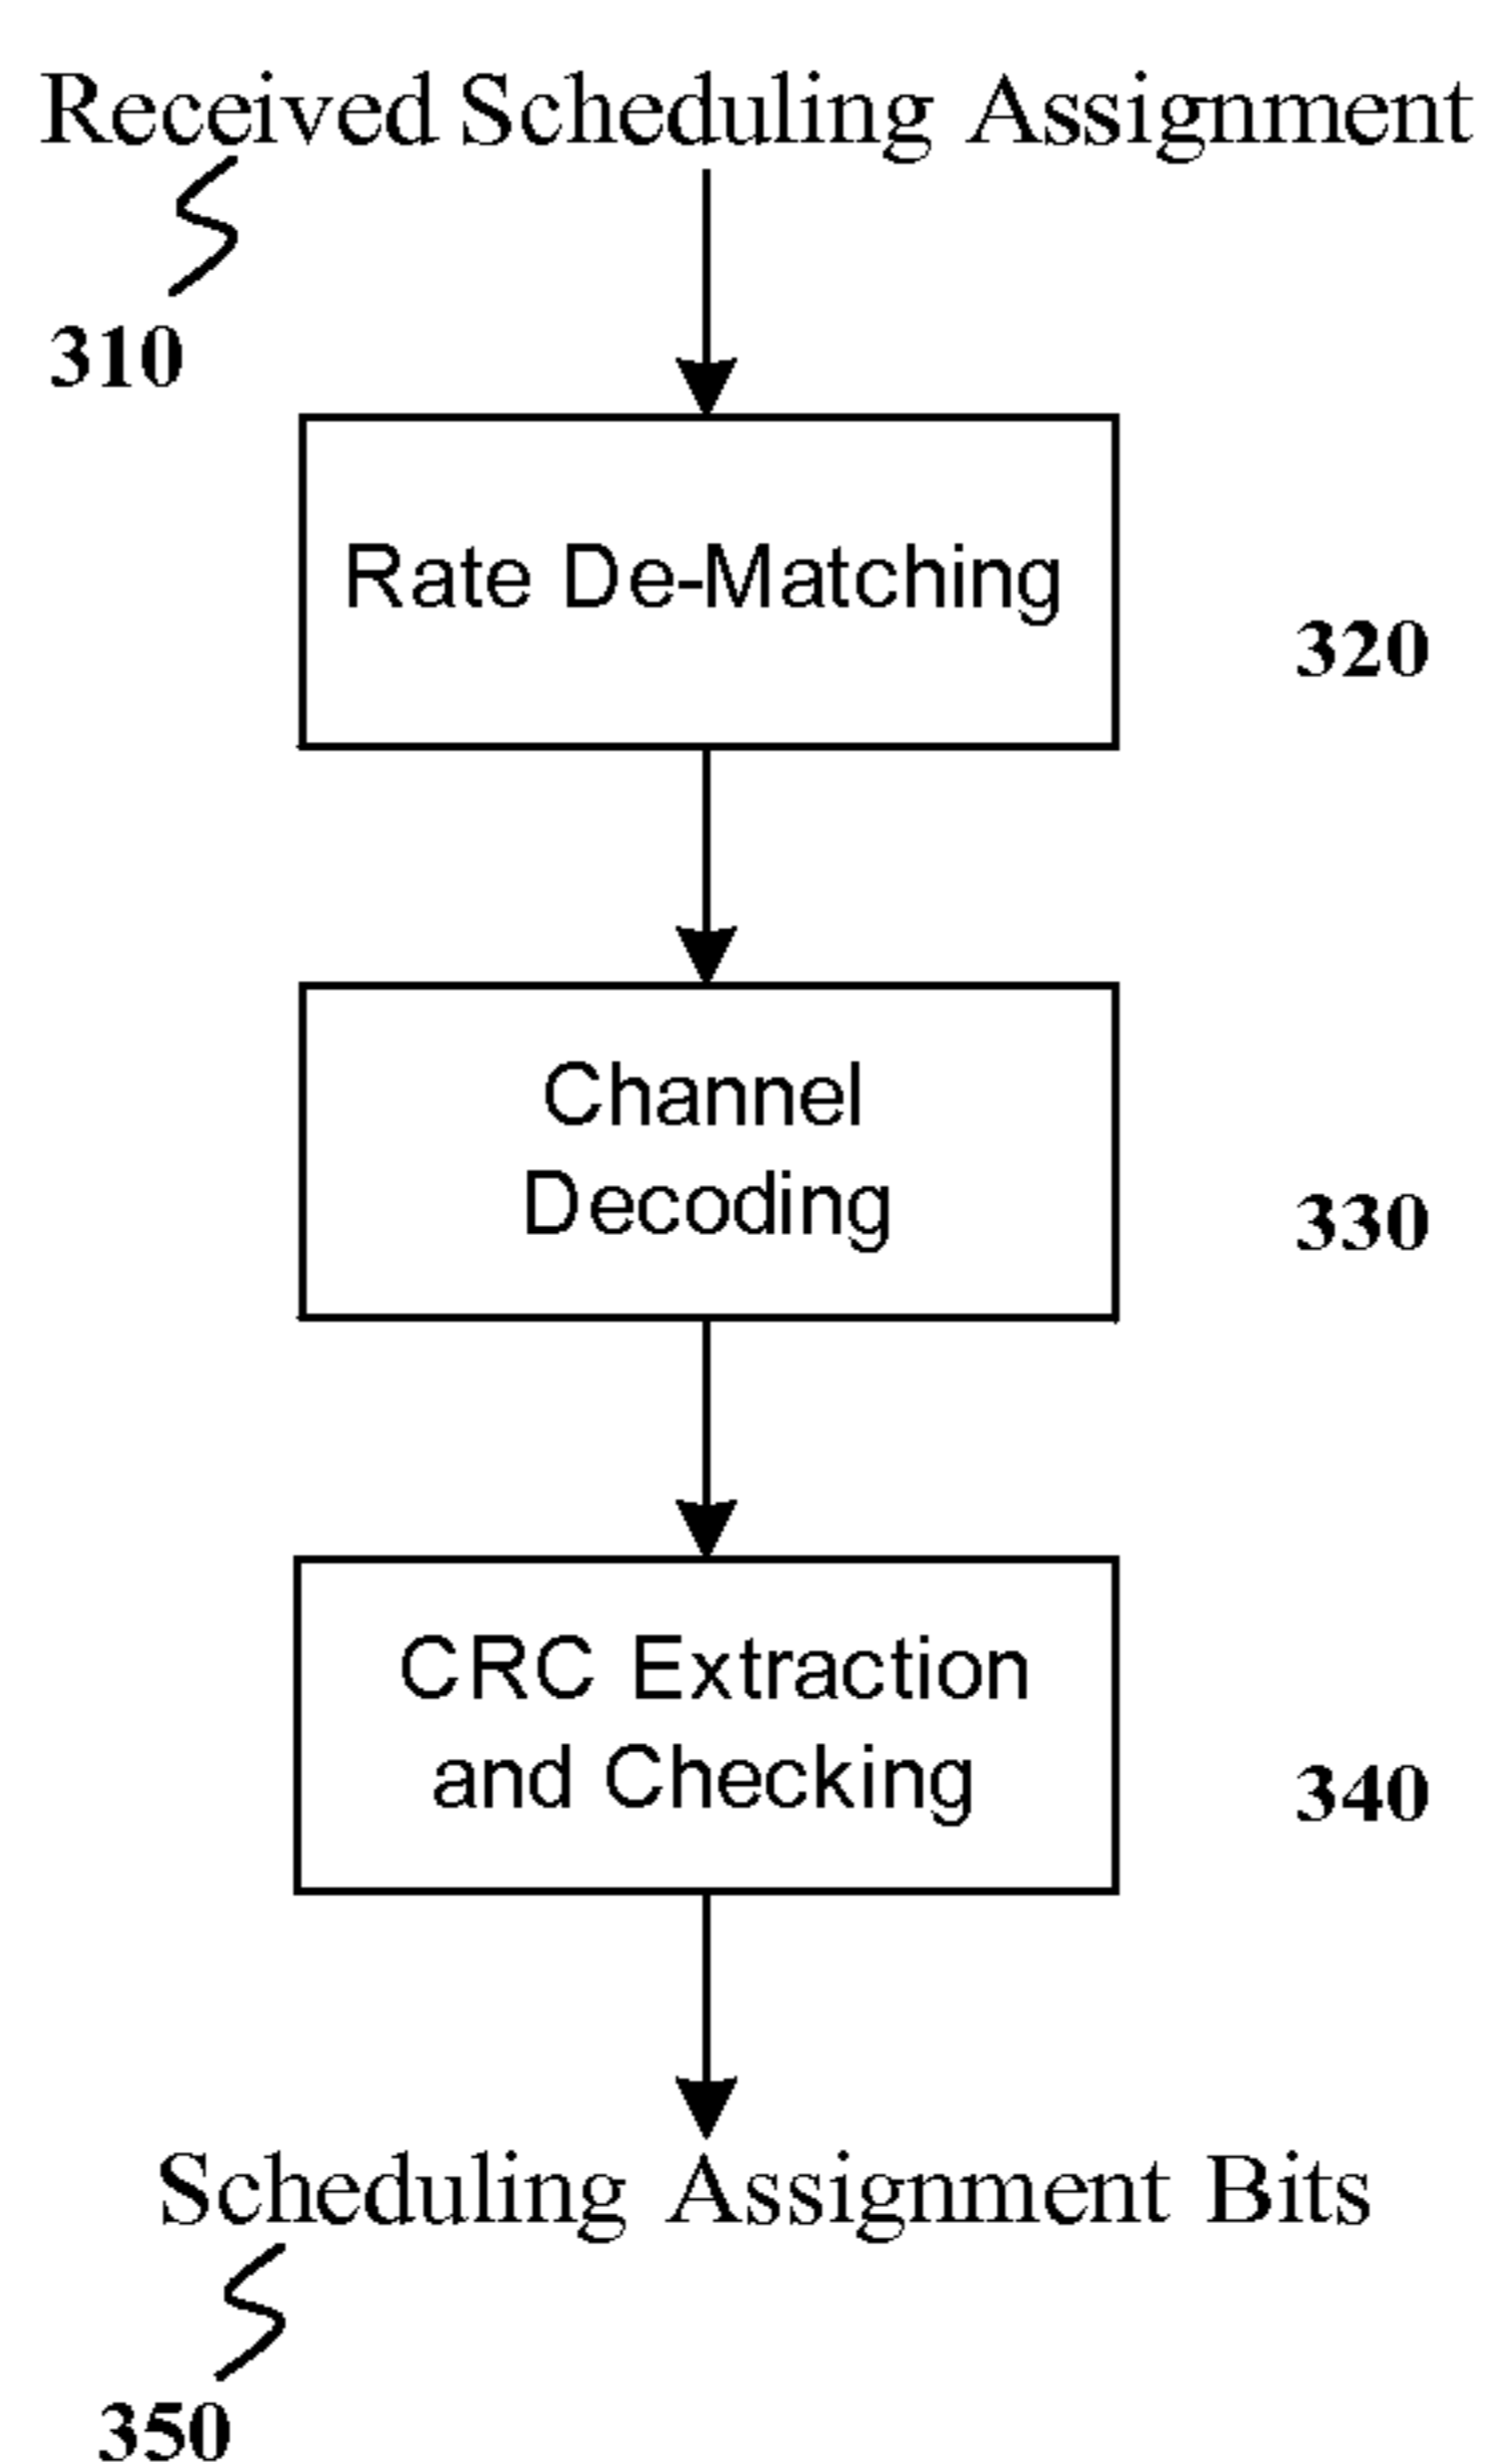 Received Scheduling Assignment
310
Rate De-Matching
320
Channel
Decoding
330
CRC Extraction
and Checking
340
Scheduling Assignment Bits
350